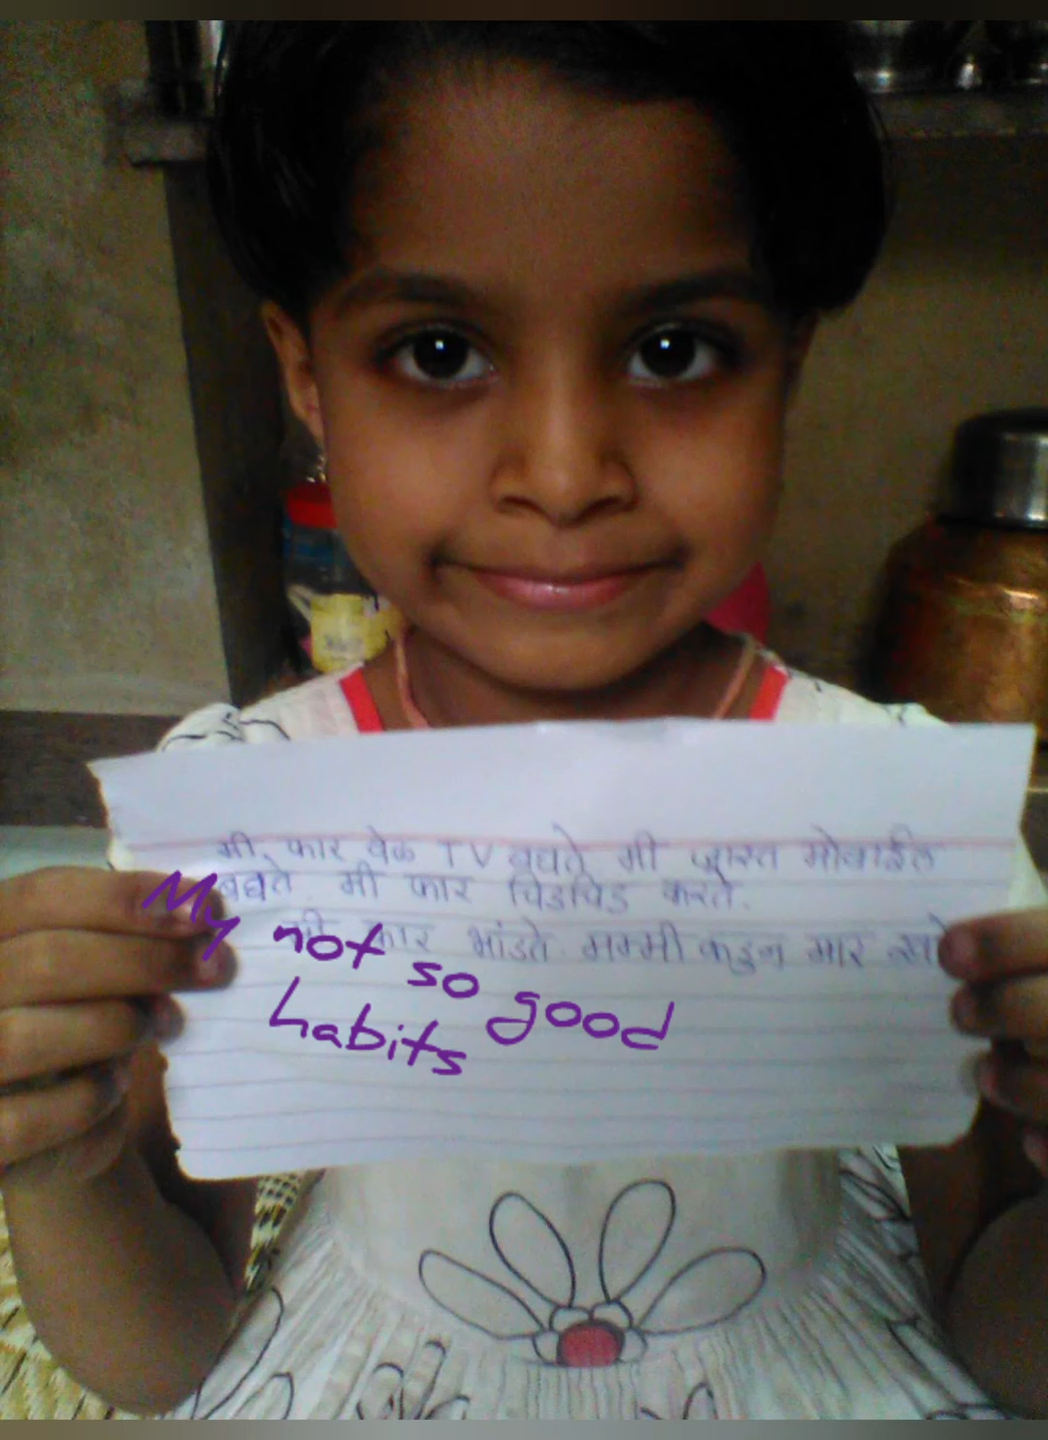 मी फार वेळ TV बघते मी जास्त मोबाईल
बघते. मी फार चिडचिड करते.
मी फार भांडते. मम्मी कडुन मार
My not so good
habits